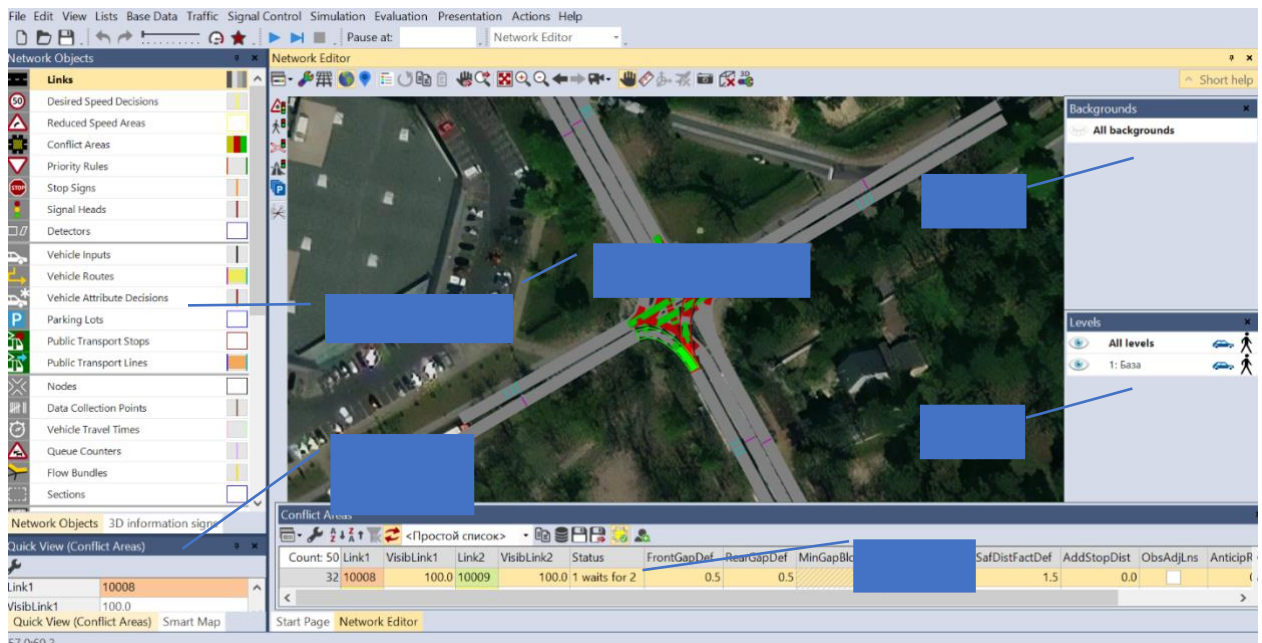 File Edit View Lists Base Data Traffic Signal Control Simulation Evaluation Presentation Actions Help
Pause at: Network Editor
Network Objects
Links
50 Desired Speed Decisions
Reduced Speed Areas
Conflict Areas
Priority Rules
STOP Stop Signs
Signal Heads
Detectors
Vehicle Inputs
Vehicle Routes
Vehicle Attribute Decisions
P Parking Lots
Public Transport Stops
Public Transport Lines
Nodes
Data Collection Points
Vehicle Travel Times
Queue Counters
Flow Bundles
Sections
Network Objects 3D information signs
Quick View (Conflict Areas)
Link1 10008
VisibLink1 100.0
Quick View (Conflict Areas) Smart Map
Network Editor
3D
Short help
P
Backgrounds
All backgrounds
Levels
All levels
1: База
Conflict Areas
<Простой список>
Count: 50 Link1 VisibLink1 Link2 VisibLink2 Status FrontGapDef RearGapDef MinGapBlo SafDistFactDef AddStopDist ObsAdjLns AnticipR
32 10008 100.0 10009 100.0 1 waits for 2 0.5 0.5 1.5 0.0
Start Page Network Editor